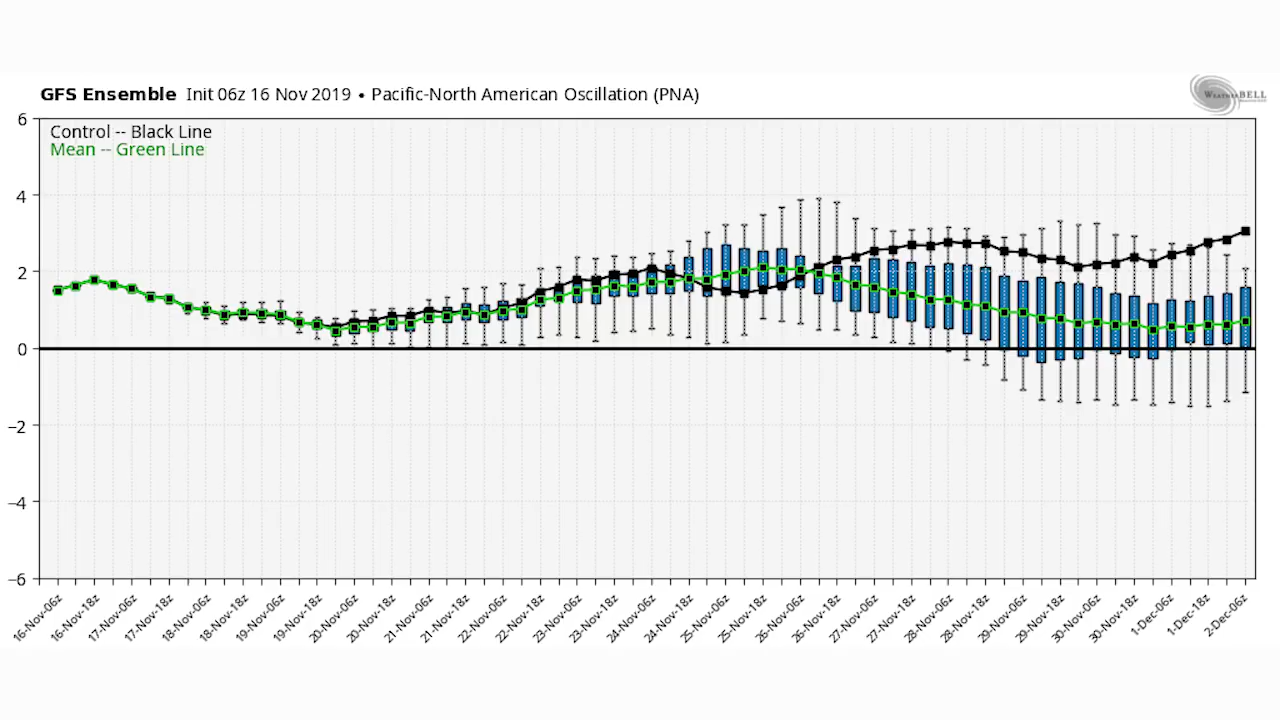 GFS Ensemble Init 06z 16 Nov 2019 • Pacific-North American Oscillation (PNA)
WEATHERBELL
Control -- Black Line
Mean -- Green Line
6
4
2
0
−2
−4
−6
16-Nov-06z
16-Nov-18z
17-Nov-06z
17-Nov-18z
18-Nov-06z
18-Nov-18z
19-Nov-06z
19-Nov-18z
20-Nov-06z
20-Nov-18z
21-Nov-06z
21-Nov-18z
22-Nov-06z
22-Nov-18z
23-Nov-06z
23-Nov-18z
24-Nov-06z
24-Nov-18z
25-Nov-06z
25-Nov-18z
26-Nov-06z
26-Nov-18z
27-Nov-06z
27-Nov-18z
28-Nov-06z
28-Nov-18z
29-Nov-06z
29-Nov-18z
30-Nov-06z
30-Nov-18z
1-Dec-06z
1-Dec-18z
2-Dec-06z